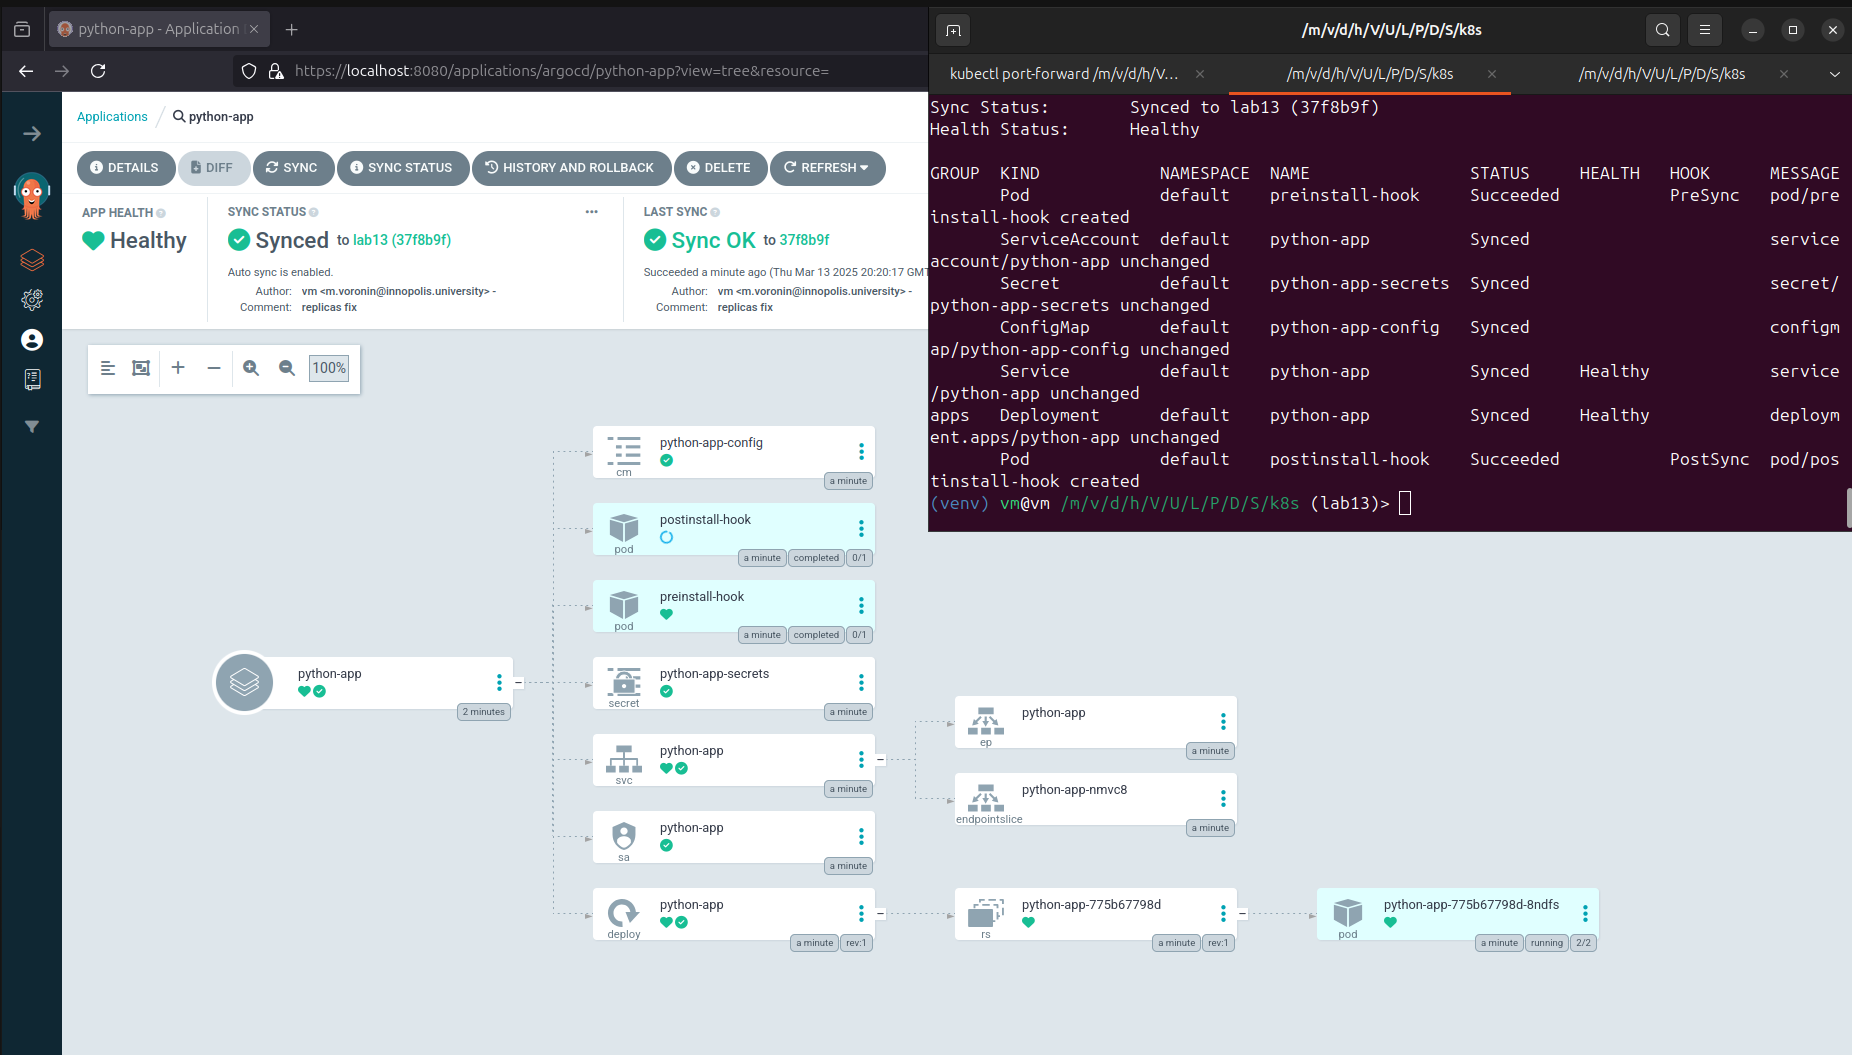 python-app - Application
https://localhost:8080/applications/argocd/python-app?view=tree&resource=
Applications
python-app
DETAILS
DIFF
SYNC
SYNC STATUS
HISTORY AND ROLLBACK
DELETE
REFRESH
APP HEALTH
Healthy
SYNC STATUS
Synced to lab13 (37f8b9f)
Auto sync is enabled.
Author: vm <m.voronin@innopolis.university> -
Comment: replicas fix
LAST SYNC
Sync OK to 37f8b9f
Succeeded a minute ago (Thu Mar 13 2025 20:20:17 GMT
Author: vm <m.voronin@innopolis.university> -
Comment: replicas fix
100%
/m/v/d/h/V/U/L/P/D/S/k8s
kubectl port-forward /m/v/d/h/V...
/m/v/d/h/V/U/L/P/D/S/k8s
/m/v/d/h/V/U/L/P/D/S/k8s
Sync Status: Synced to lab13 (37f8b9f)
Health Status: Healthy
GROUP KIND NAMESPACE NAME STATUS HEALTH HOOK MESSAGE
Pod default preinstall-hook Succeeded PreSync pod/pre
install-hook created
ServiceAccount default python-app Synced service
account/python-app unchanged
Secret default python-app-secrets Synced secret/
python-app-secrets unchanged
ConfigMap default python-app-config Synced configm
ap/python-app-config unchanged
Service default python-app Synced Healthy service
/python-app unchanged
apps Deployment default python-app Synced Healthy deploym
ent.apps/python-app unchanged
Pod default postinstall-hook Succeeded PostSync pod/pos
tinstall-hook created
(venv) vm@vm /m/v/d/h/V/U/L/P/D/S/k8s (lab13)>
python-app
2 minutes
python-app-config
cm
a minute
postinstall-hook
pod
a minute
completed
0/1
preinstall-hook
pod
a minute
completed
0/1
python-app-secrets
secret
a minute
python-app
svc
a minute
python-app
sa
a minute
python-app
deploy
a minute
rev:1
python-app
ep
a minute
python-app-nmvc8
endpointslice
a minute
python-app-775b67798d
rs
a minute
rev:1
python-app-775b67798d-8ndfs
pod
a minute
running
2/2